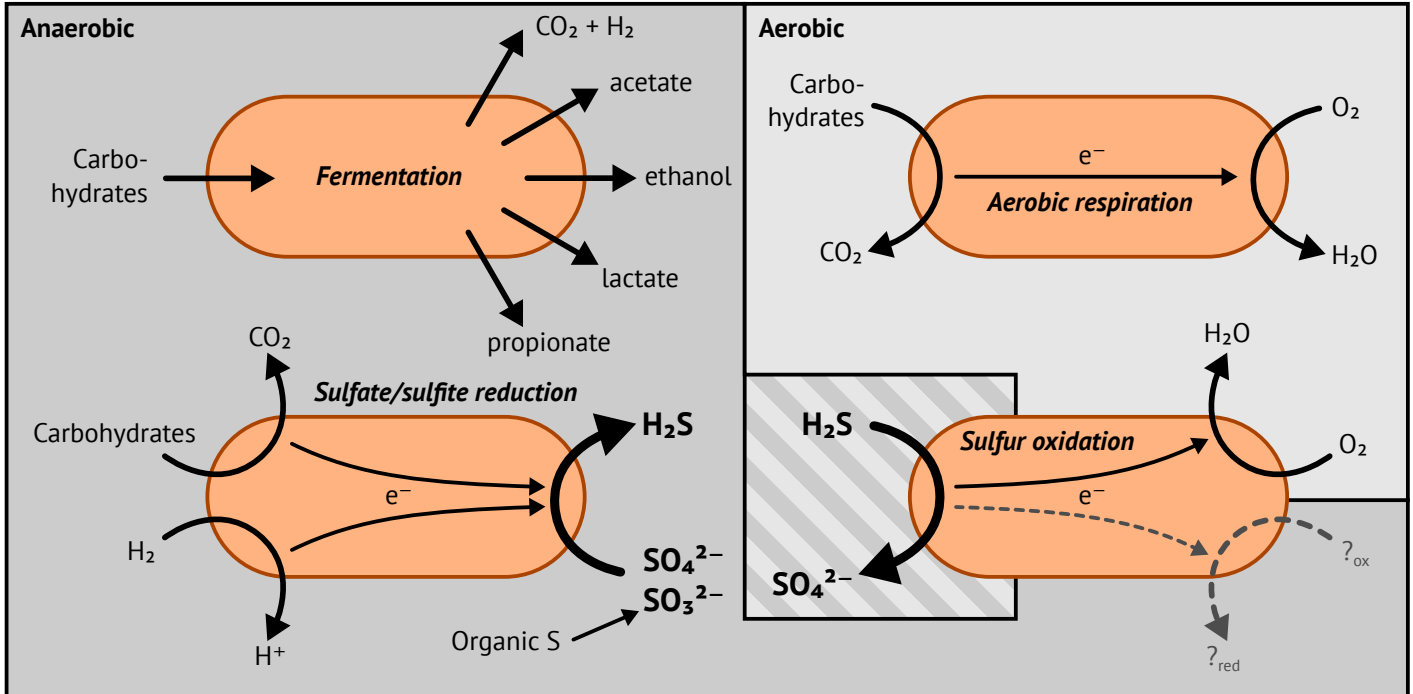 Anaerobic
CO₂ + H₂
acetate
Carbo-
hydrates
Fermentation
ethanol
lactate
propionate
CO₂
Sulfate/sulfite reduction
Carbohydrates
H₂S
e⁻
H₂
SO₄²⁻
SO₃²⁻
Organic S
H⁺
Aerobic
Carbo-
hydrates
O₂
e⁻
Aerobic respiration
CO₂
H₂O
H₂O
H₂S
Sulfur oxidation
O₂
e⁻
?ox
SO₄²⁻
?red